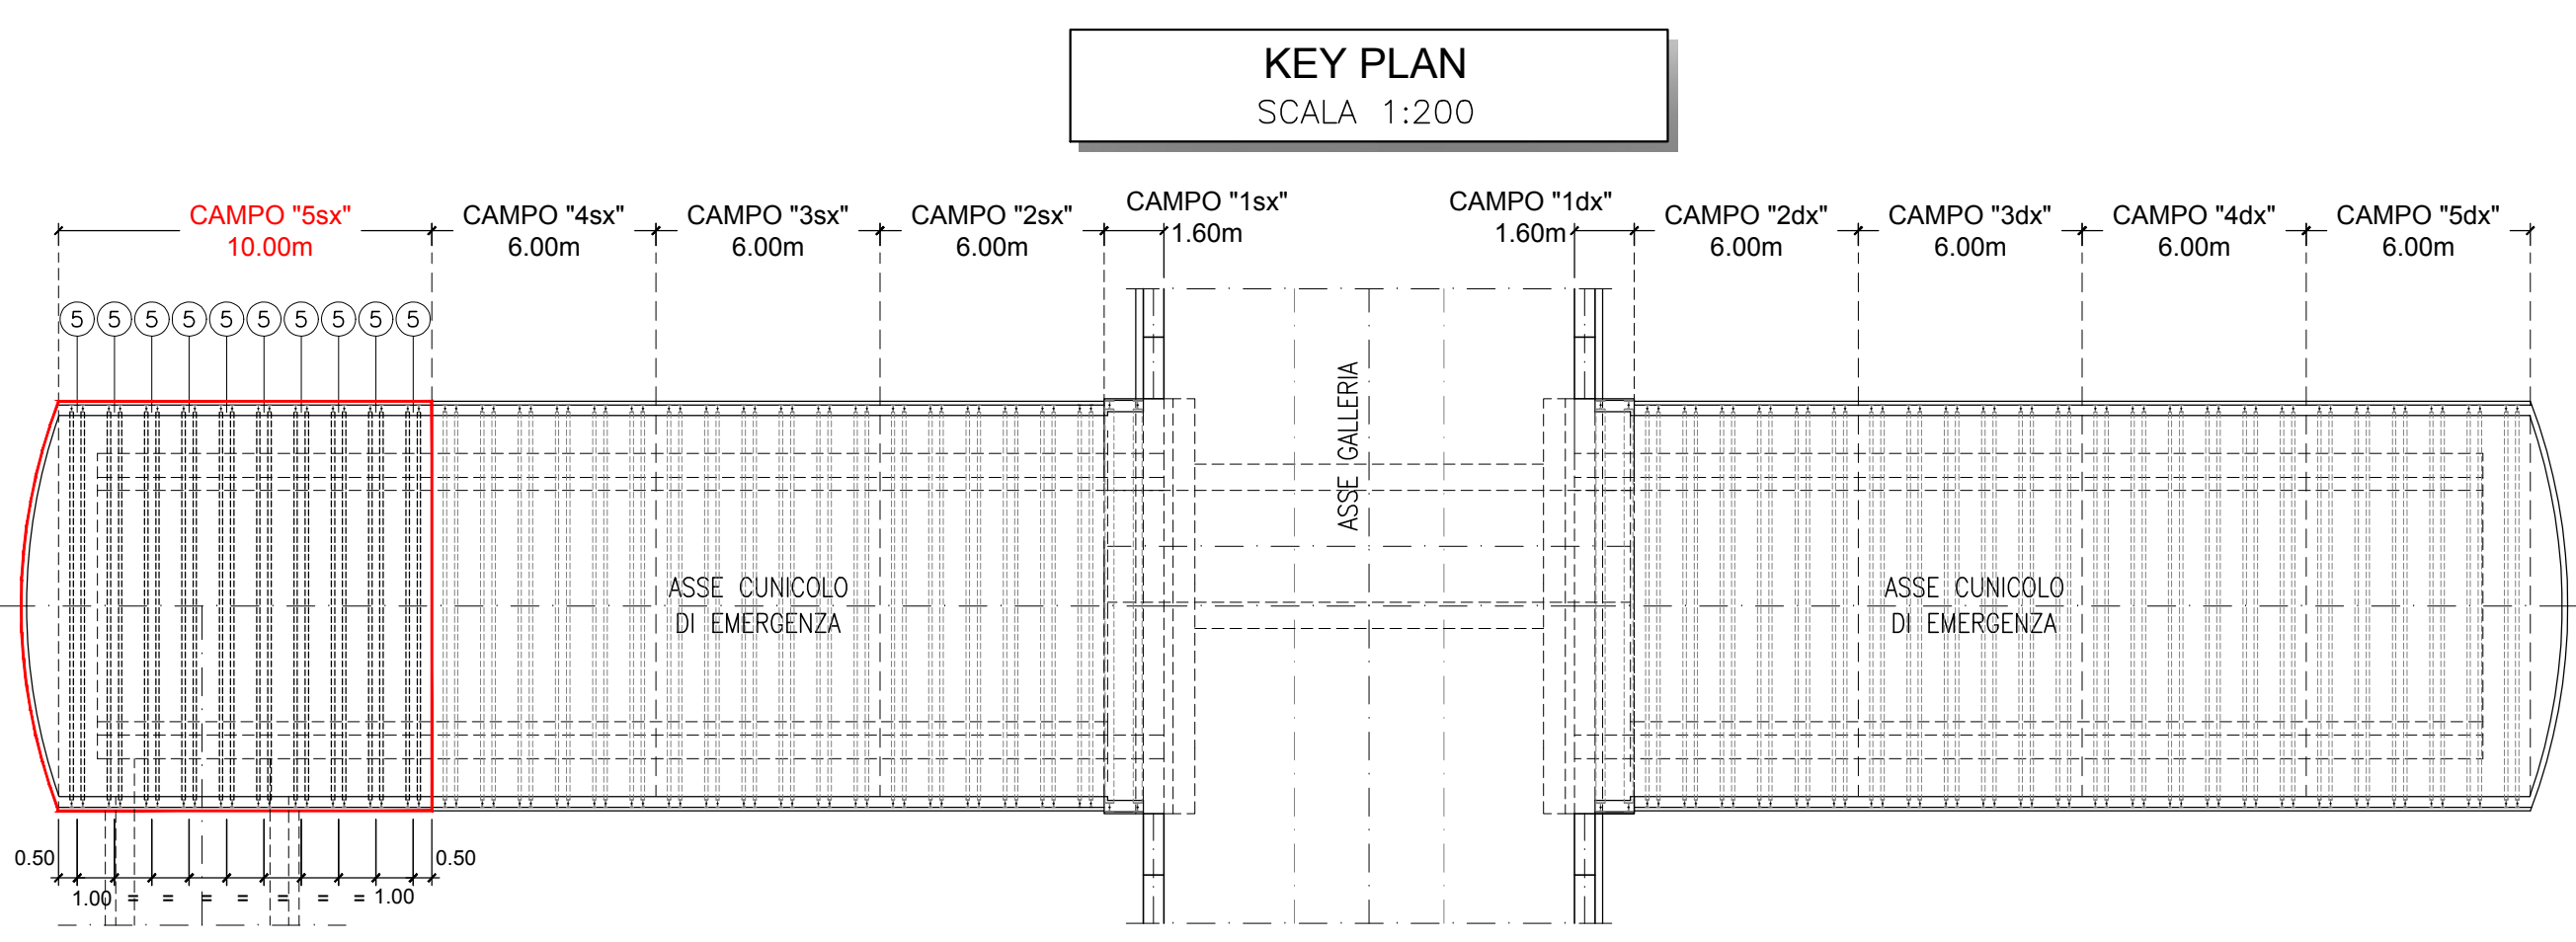 KEY PLAN
SCALA 1:200
CAMPO "5sx"
10.00m
CAMPO "4sx"
6.00m
CAMPO "3sx"
6.00m
CAMPO "2sx"
6.00m
CAMPO "1sx"
1.60m
CAMPO "1dx"
1.60m
CAMPO "2dx"
6.00m
CAMPO "3dx"
6.00m
CAMPO "4dx"
6.00m
CAMPO "5dx"
6.00m
5 5 5 5 5 5 5 5 5 5
ASSE GALLERIA
ASSE CUNICOLO
DI EMERGENZA
ASSE CUNICOLO
DI EMERGENZA
0.50 0.50
1.00 = = = = = = = 1.00